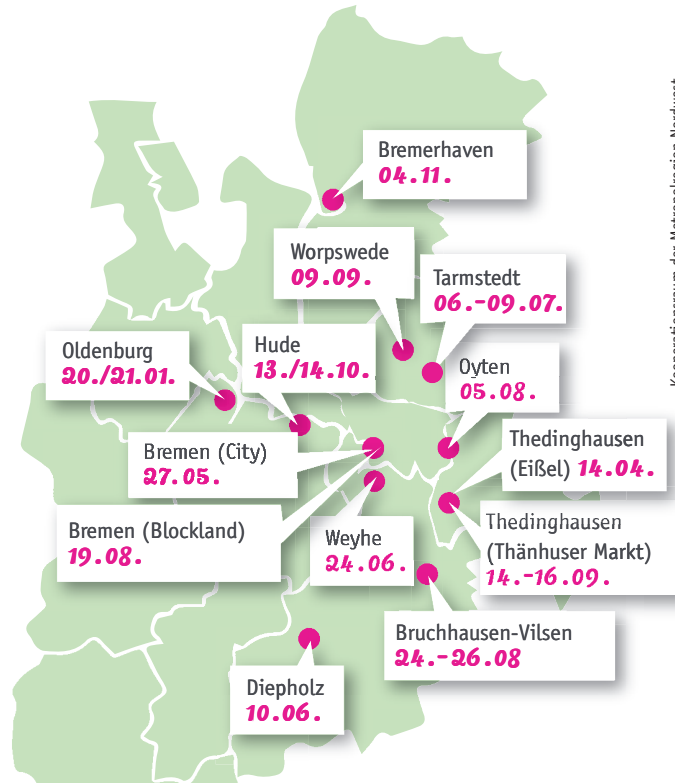 Bremerhaven
04.11.
Worpswede
09.09.
Tarmstedt
06.-09.07.
Oldenburg
20./21.01.
Hude
13./14.10.
Oyten
05.08.
Thedinghausen
(Eißel) 14.04.
Bremen (City)
27.05.
Thedinghausen
(Thänhuser Markt)
14.-16.09.
Bremen (Blockland)
19.08.
Weyhe
24.06.
Bruchhausen-Vilsen
24.-26.08
Diepholz
10.06.